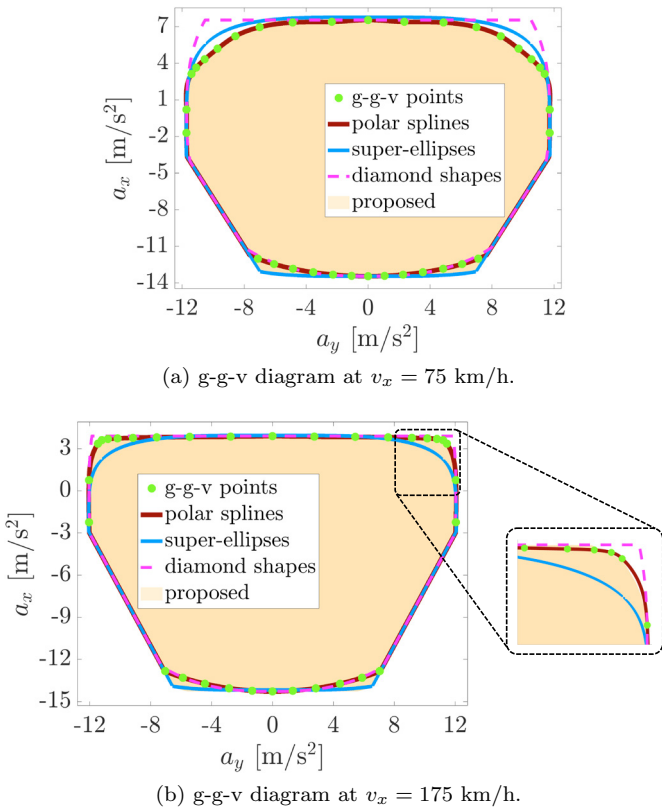 7
4
1
-2
-5
-8
-11
-14
a_x [m/s²]
g-g-v points
polar splines
super-ellipses
diamond shapes
proposed
-12 -8 -4 0 4 8 12
a_y [m/s²]
(a) g-g-v diagram at v_x = 75 km/h.
3
0
-3
-6
-9
-12
-15
a_x [m/s²]
g-g-v points
polar splines
super-ellipses
diamond shapes
proposed
-12 -8 -4 0 4 8 12
a_y [m/s²]
(b) g-g-v diagram at v_x = 175 km/h.